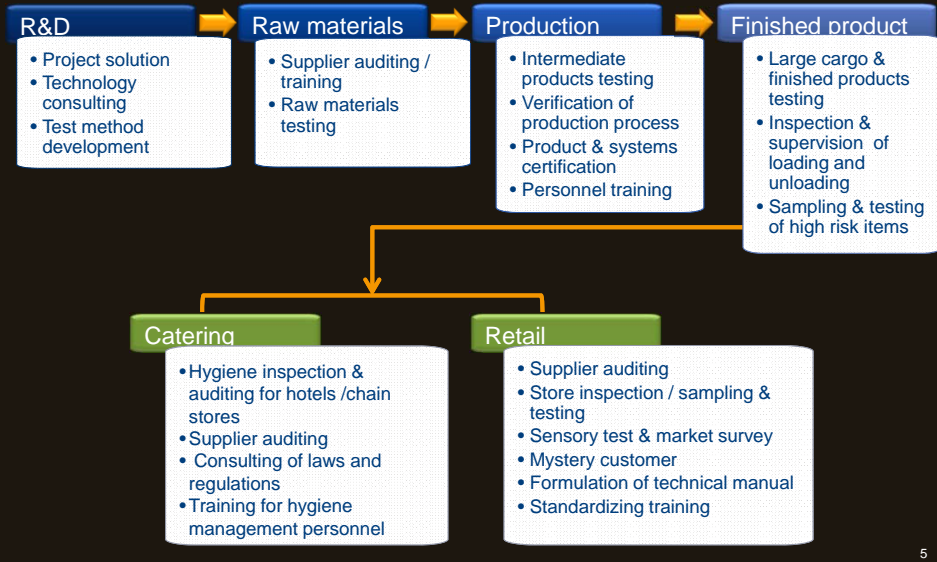 R&D
• Project solution
• Technology
consulting
• Test method
development
Raw materials
• Supplier auditing /
training
• Raw materials
testing
Production
• Intermediate
products testing
• Verification of
production process
• Product & systems
certification
• Personnel training
Finished product
• Large cargo &
finished products
testing
• Inspection &
supervision of
loading and
unloading
• Sampling & testing
of high risk items
Catering
• Hygiene inspection &
auditing for hotels /chain
stores
• Supplier auditing
• Consulting of laws and
regulations
• Training for hygiene
management personnel
Retail
• Supplier auditing
• Store inspection / sampling &
testing
• Sensory test & market survey
• Mystery customer
• Formulation of technical manual
• Standardizing training
5